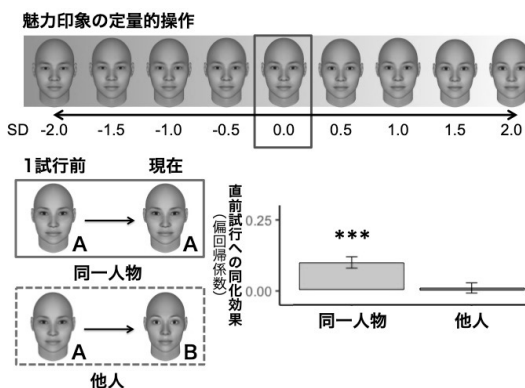 魅力印象の定量的操作
SD -2.0 -1.5 -1.0 -0.5 0.0 0.5 1.0 1.5 2.0
1試行前 現在
A A
同一人物
A B
他人
直前試行への同化効果
(偏回帰係数)
0.25
0.00
***
同一人物 他人